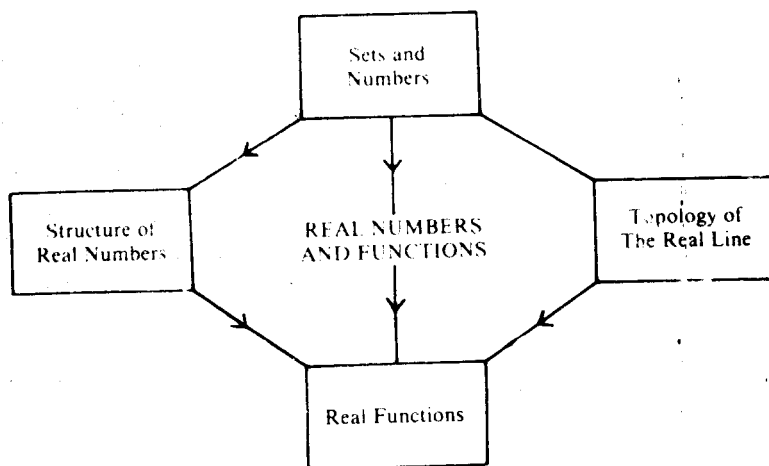 Sets and
Numbers
Structure of
Real Numbers
REAL NUMBERS
AND FUNCTIONS
Topology of
The Real Line
Real Functions